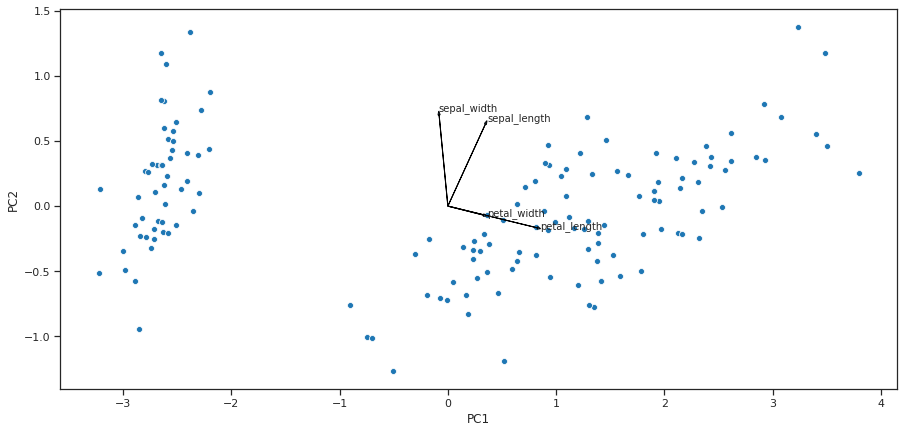 1.5
1.0
0.5
0.0
−0.5
−1.0
PC2
sepal_width
sepal_length
petal_width
petal_length
−3 −2 −1 0 1 2 3 4
PC1